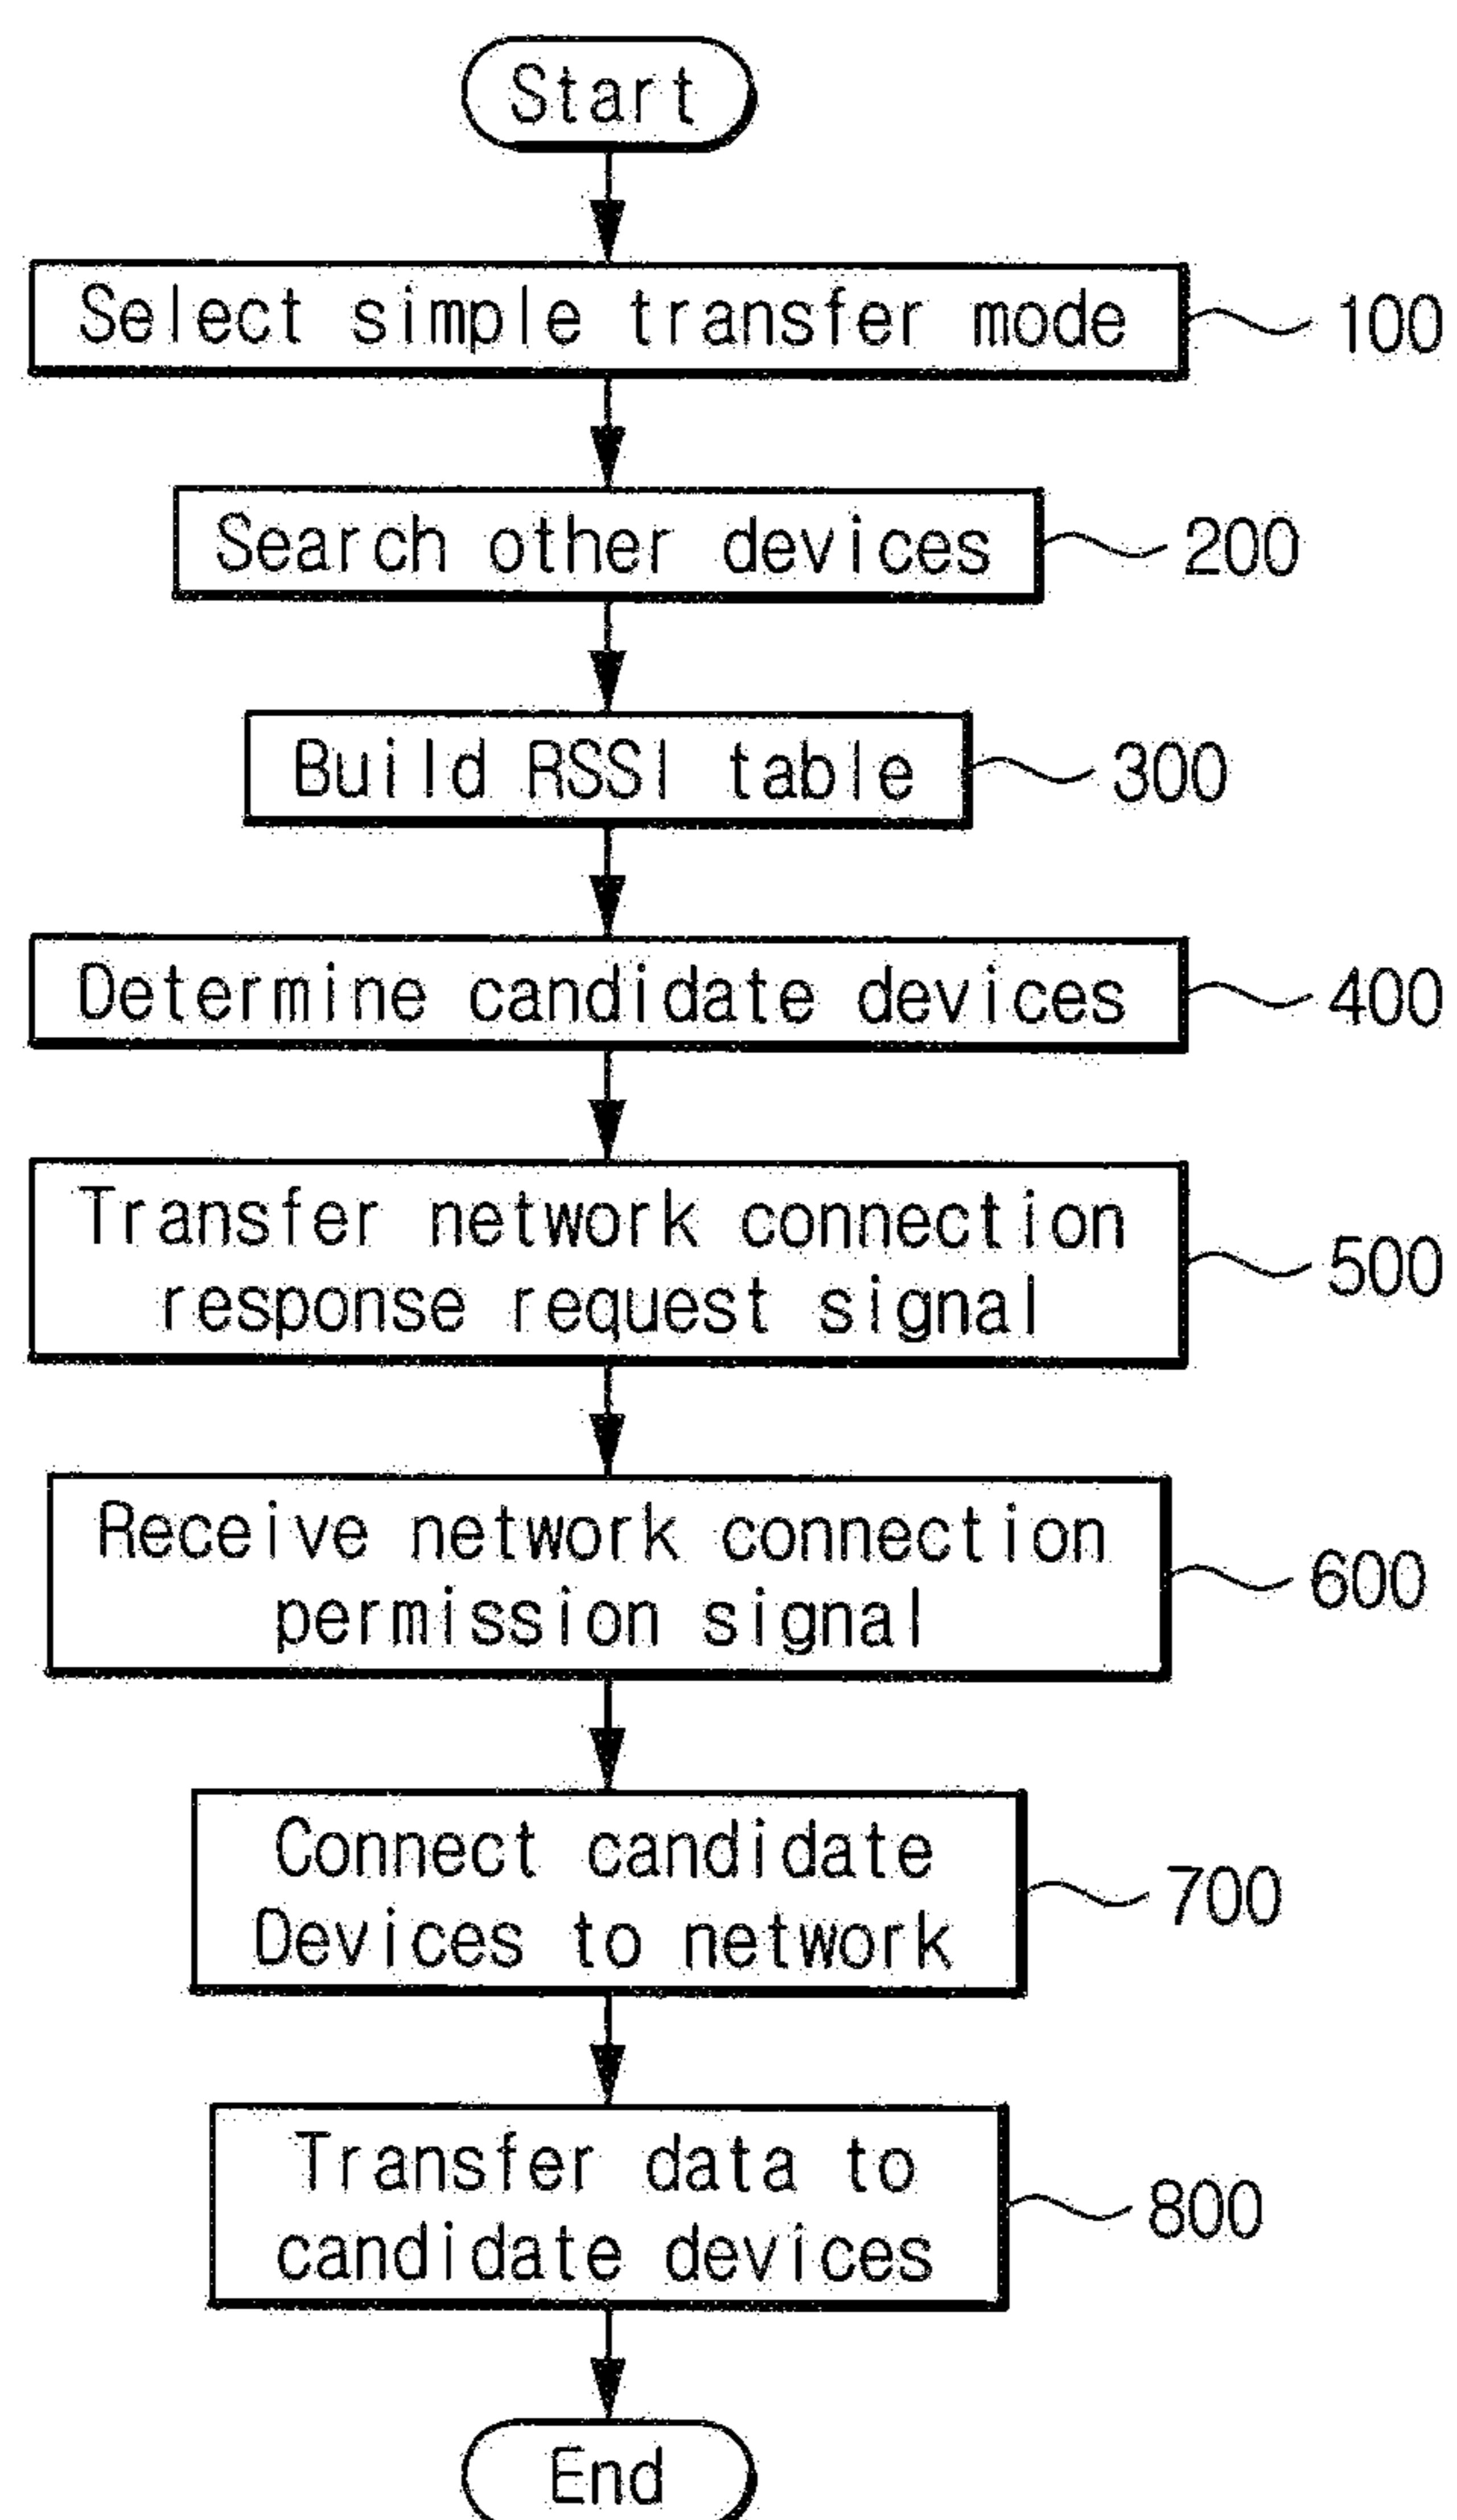 Start
Select simple transfer mode
100
Search other devices
200
Build RSSI table
300
Determine candidate devices
400
Transfer network connection
response request signal
500
Receive network connection
permission signal
600
Connect candidate
Devices to network
700
Transfer data to
candidate devices
800
End